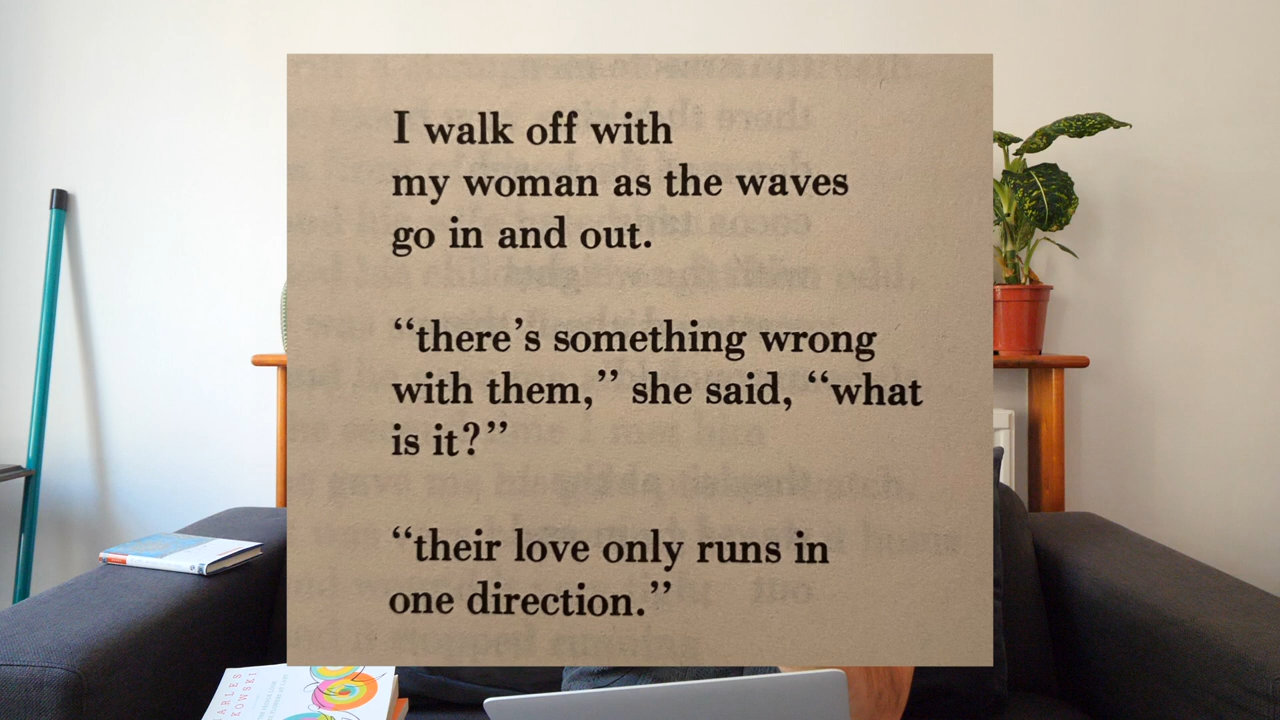 I walk off with
my woman as the waves
go in and out.
“there’s something wrong
with them,” she said, “what
is it?”
“their love only runs in
one direction.”